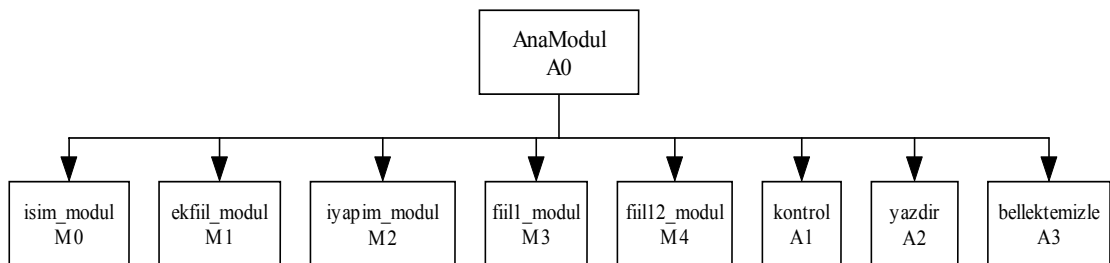 AnaModul
A0
isim_modul
M0
ekfiil_modul
M1
iyapim_modul
M2
fiil1_modul
M3
fiil12_modul
M4
kontrol
A1
yazdir
A2
bellektemizle
A3